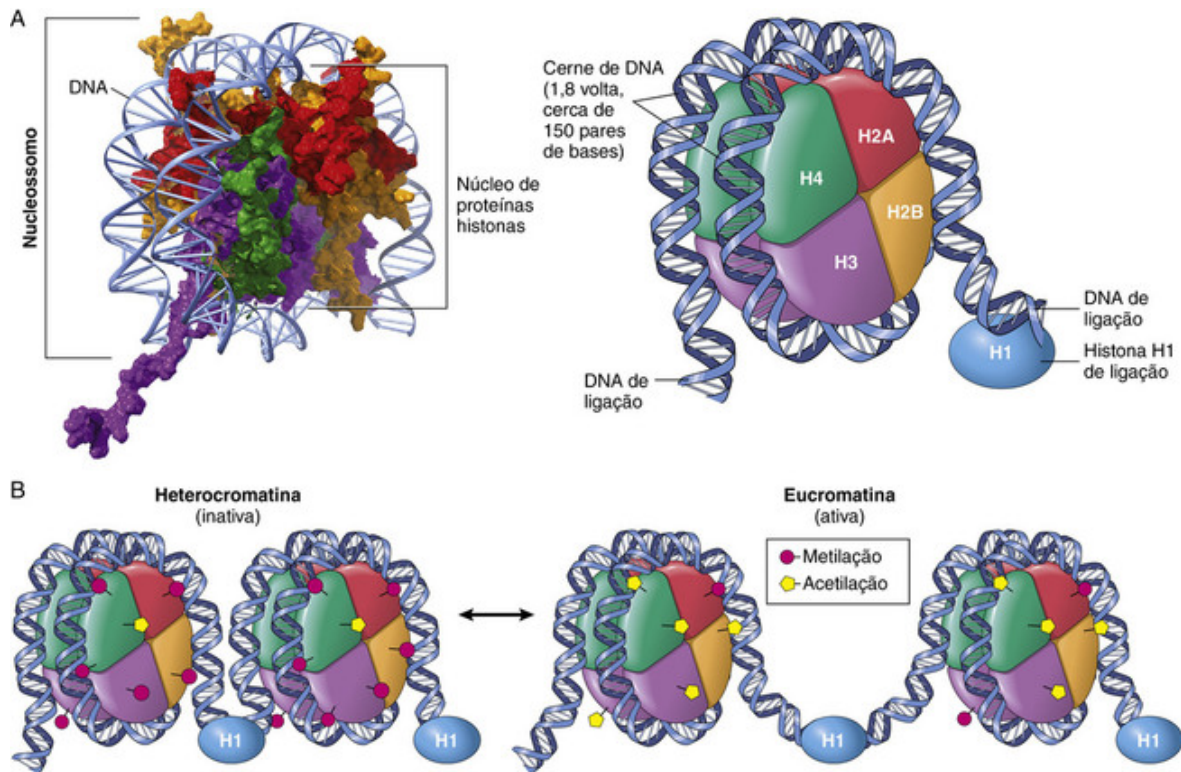 A
Nucleossomo
DNA
Núcleo de
proteínas
histonas
Cerne de DNA
(1,8 volta,
cerca de
150 pares
de bases)
H2A
H4
H2B
H3
DNA de
ligação
H1
Histona H1
de ligação
DNA de
ligação
B
Heterocromatina
(inativa)
H1
H1
Eucromatina
(ativa)
Metilação
Acetilação
H1
H1